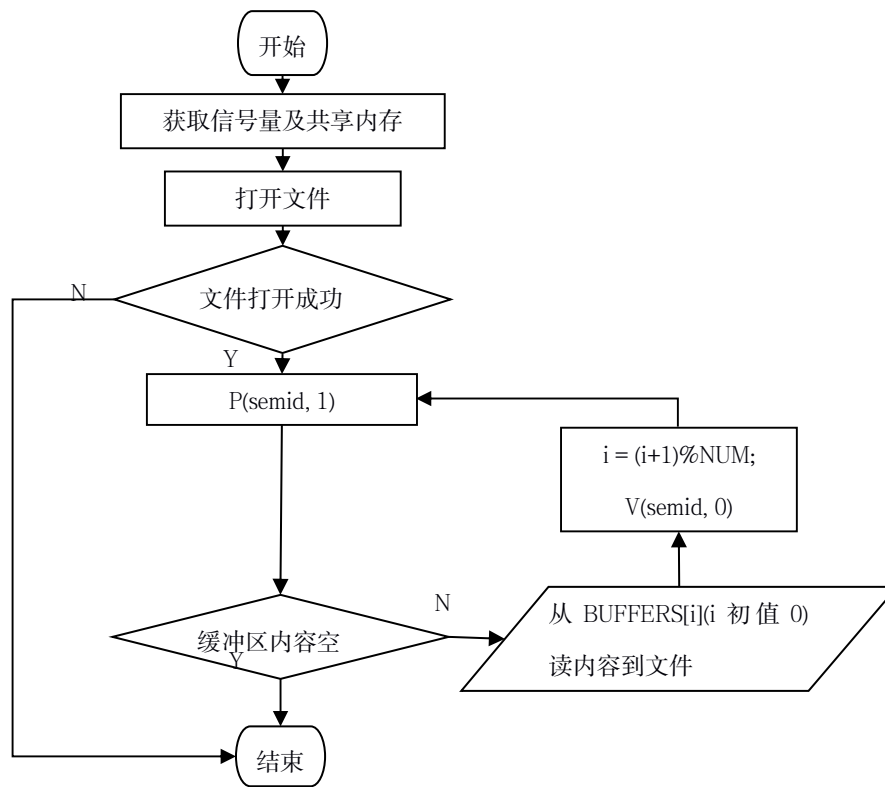 开始
获取信号量及共享内存
打开文件
N
文件打开成功
Y
P(semid, 1)
i = (i+1)%NUM;
V(semid, 0)
N
缓冲区内容空
Y
从 BUFFERS[i](i 初值 0)
读内容到文件
结束